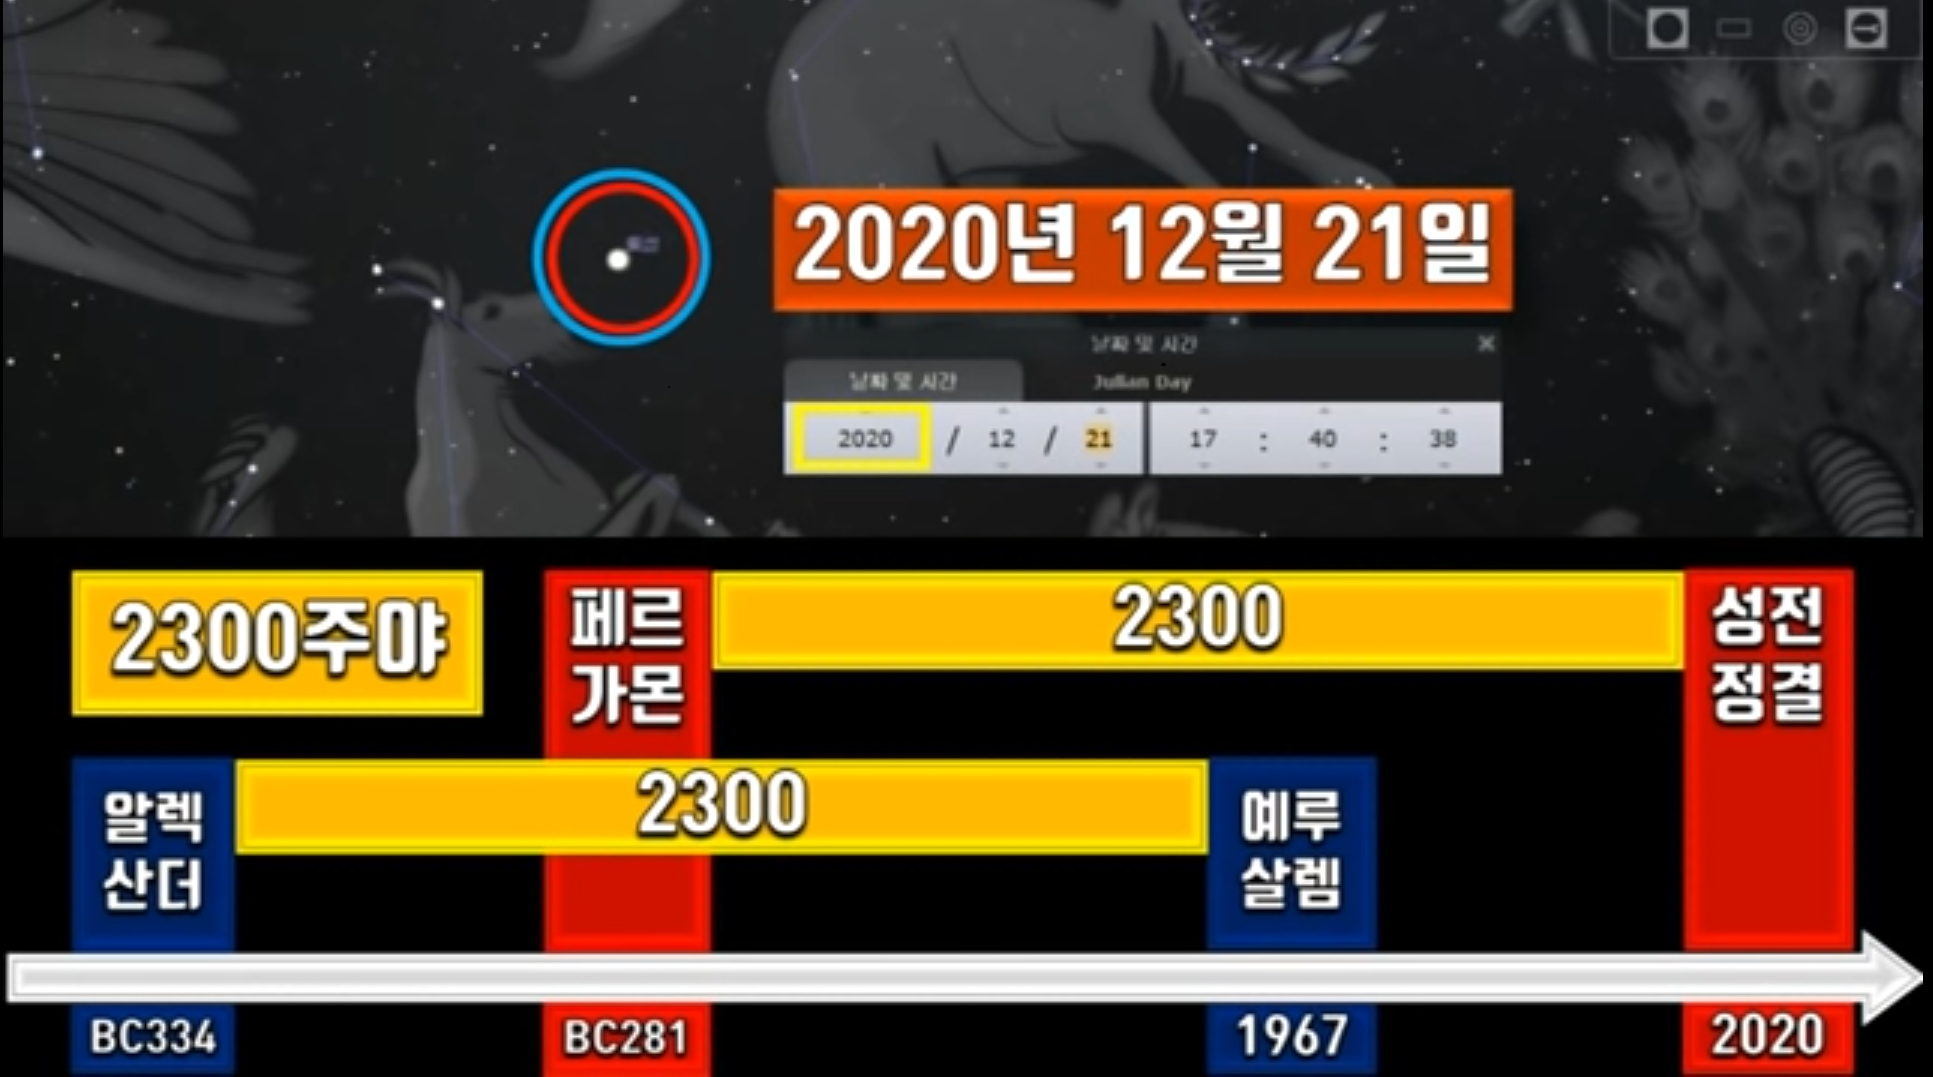 2020년 12월 21일
날짜 및 시간
날짜 및 시간 Julian Day
2020 / 12 / 21 17 : 40 : 38
2300주야
페르
가몬
2300
성전
정결
알렉
산더
2300
예루
살렘
BC334 BC281 1967 2020